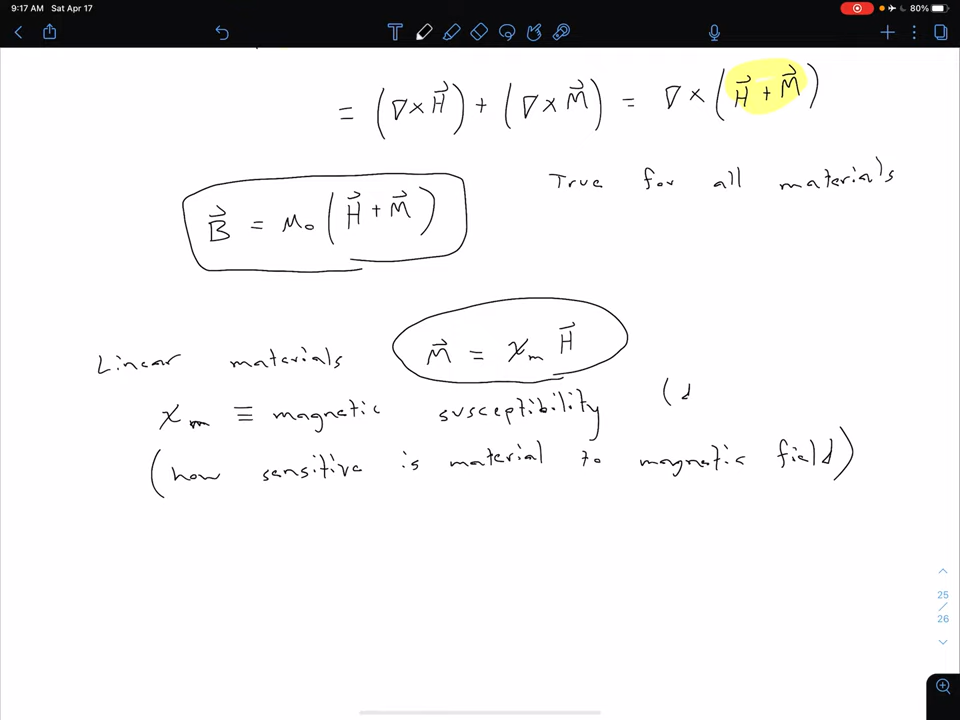 9:17 AM Sat Apr 17 80%
= (∇×H⃗) + (∇×M⃗) = ∇×(H⃗ + M⃗)
True for all materials
B⃗ = μ₀(H⃗ + M⃗)
Linear materials M⃗ = χₘ H⃗
χₘ ≡ magnetic susceptibility (d
(how sensitive is material to magnetic field)
25
/
26